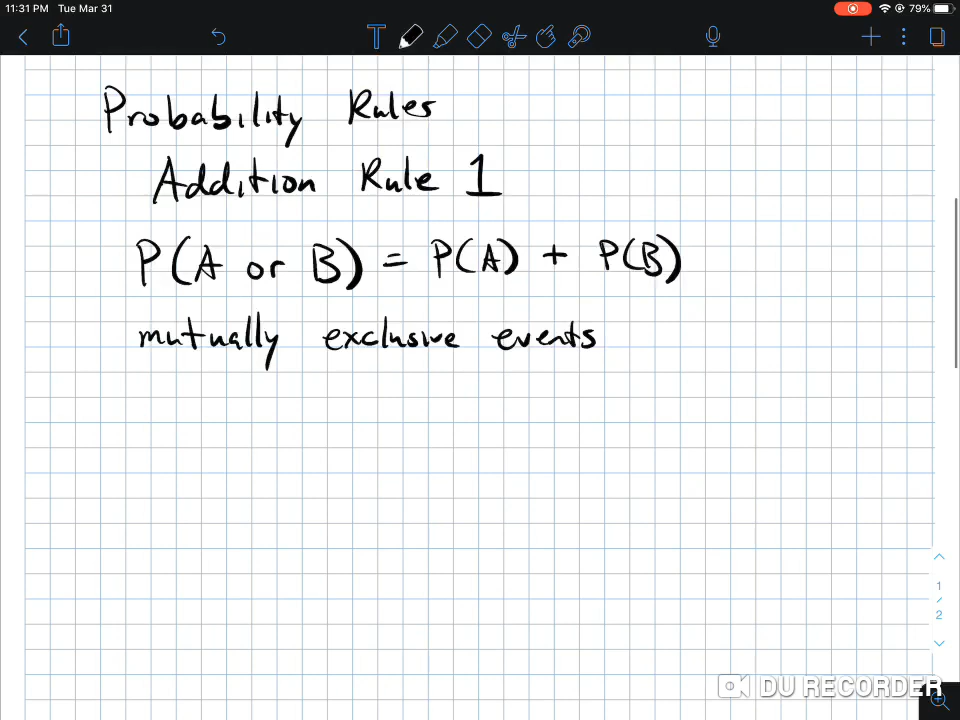 11:31 PM Tue Mar 31 79%
Probability Rules
Addition Rule 1
P(A or B) = P(A) + P(B)
mutually exclusive events
1
/
2
DU RECORDER